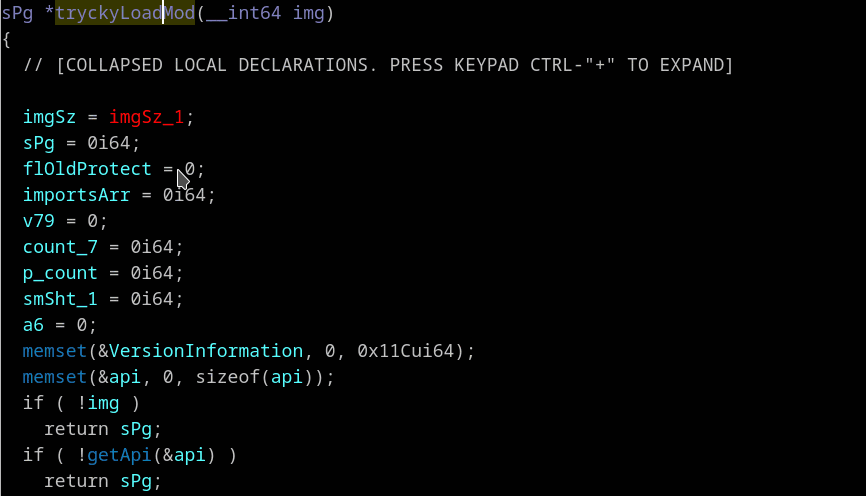 sPg *tryckyLoadMod(__int64 img)
{
  // [COLLAPSED LOCAL DECLARATIONS. PRESS KEYPAD CTRL-"+" TO EXPAND]

  imgSz = imgSz_1;
  sPg = 0i64;
  flOldProtect = 0;
  importsArr = 0i64;
  v79 = 0;
  count_7 = 0i64;
  p_count = 0i64;
  smSht_1 = 0i64;
  a6 = 0;
  memset(&VersionInformation, 0, 0x11Cui64);
  memset(&api, 0, sizeof(api));
  if ( !img )
    return sPg;
  if ( !getApi(&api) )
    return sPg;